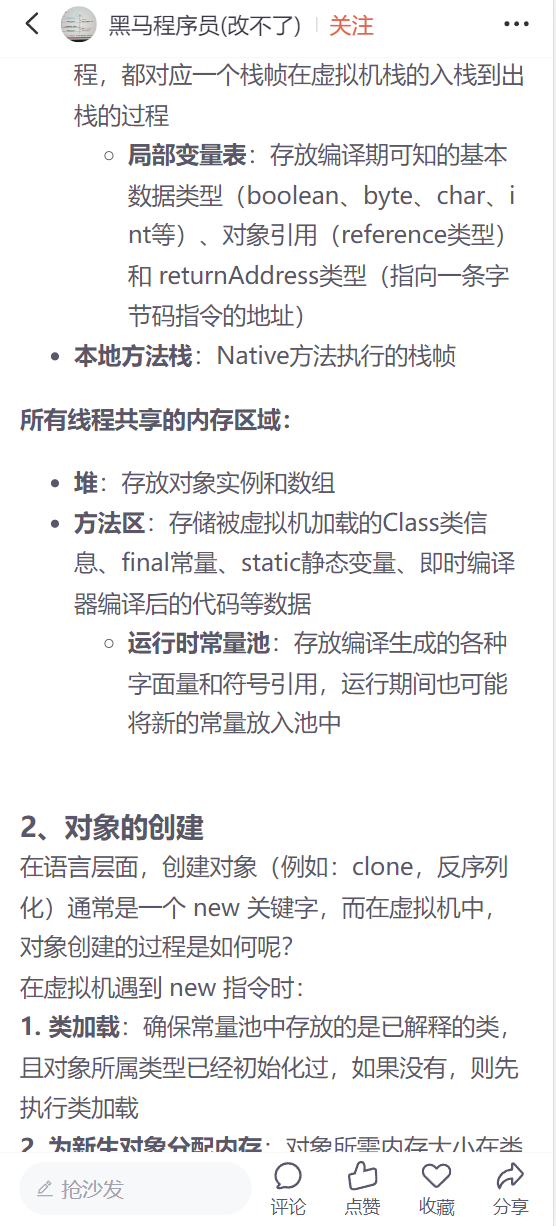 黑马程序员(改不了)
关注
程，都对应一个栈帧在虚拟机栈的入栈到出
栈的过程
局部变量表：存放编译期可知的基本
数据类型（boolean、byte、char、i
nt等）、对象引用（reference类型）
和 returnAddress类型（指向一条字
节码指令的地址）
本地方法栈：Native方法执行的栈帧
所有线程共享的内存区域：
堆：存放对象实例和数组
方法区：存储被虚拟机加载的Class类信
息、final常量、static静态变量、即时编译
器编译后的代码等数据
运行时常量池：存放编译生成的各种
字面量和符号引用，运行期间也可能
将新的常量放入池中
2、对象的创建
在语言层面，创建对象（例如：clone，反序列
化）通常是一个 new 关键字，而在虚拟机中，
对象创建的过程是如何呢？
在虚拟机遇到 new 指令时：
1. 类加载：确保常量池中存放的是已解释的类，
且对象所属类型已经初始化过，如果没有，则先
执行类加载
2. 为新生对象分配内存：对象所需内存大小在类
抢沙发
评论
点赞
收藏
分享